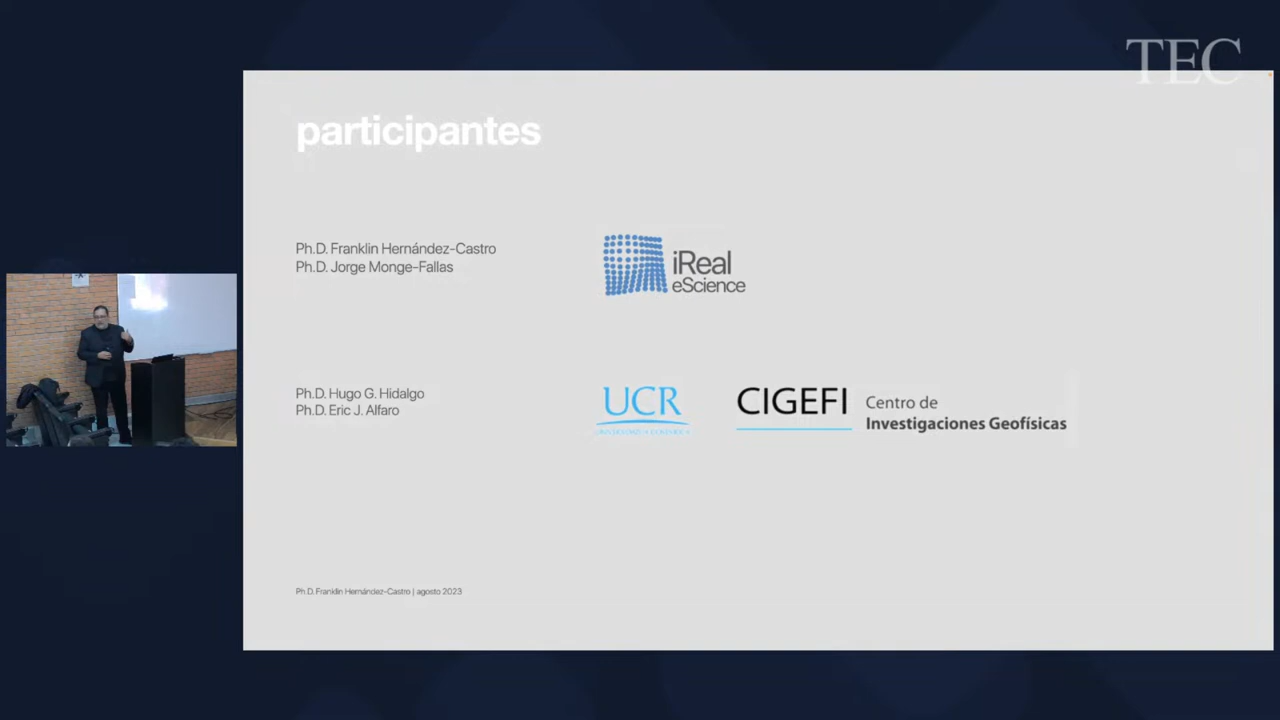 TEC
participantes
Ph.D. Franklin Hernández-Castro
Ph.D. Jorge Monge-Fallas
iReal
eScience
Ph.D. Hugo G. Hidalgo
Ph.D. Eric J. Alfaro
UCR
CIGEFI
Centro de
Investigaciones Geofísicas
Ph.D. Franklin Hernández-Castro | agosto 2023